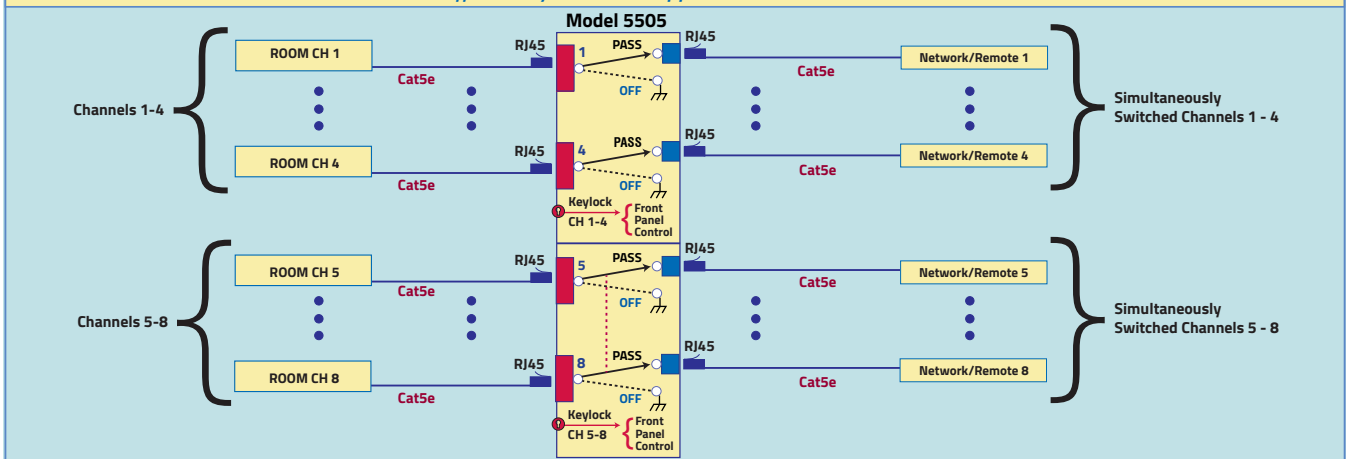 Model 5505
ROOM CH 1
RJ45
1
PASS
RJ45
Network/Remote 1
Cat5e
OFF
Cat5e
Channels 1-4
Simultaneously
Switched Channels 1 - 4
ROOM CH 4
RJ45
4
PASS
RJ45
Network/Remote 4
Cat5e
OFF
Cat5e
Keylock
CH 1-4
Front
Panel
Control
ROOM CH 5
RJ45
5
PASS
RJ45
Network/Remote 5
Cat5e
OFF
Cat5e
Channels 5-8
Simultaneously
Switched Channels 5 - 8
ROOM CH 8
RJ45
8
PASS
RJ45
Network/Remote 8
Cat5e
OFF
Cat5e
Keylock
CH 5-8
Front
Panel
Control